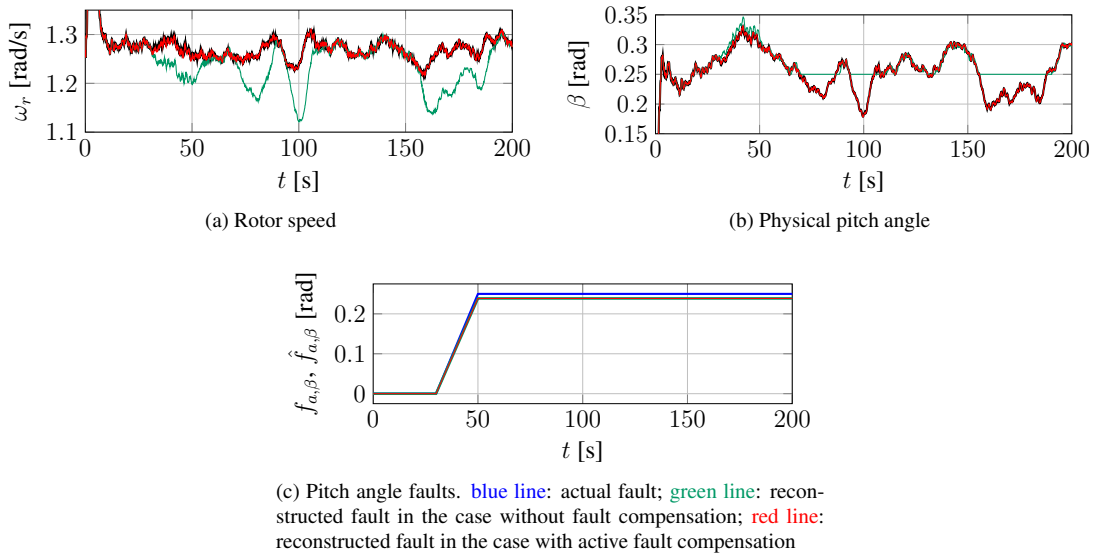 1.3
1.2
1.1
ω_r [rad/s]
0 50 100 150 200
t [s]
(a) Rotor speed
0.35
0.3
0.25
0.2
0.15
β [rad]
0 50 100 150 200
t [s]
(b) Physical pitch angle
0.2
0.1
0
f_{a,β}, f̂_{a,β} [rad]
0 50 100 150 200
t [s]
(c) Pitch angle faults. blue line: actual fault; green line: recon-
structed fault in the case without fault compensation; red line:
reconstructed fault in the case with active fault compensation